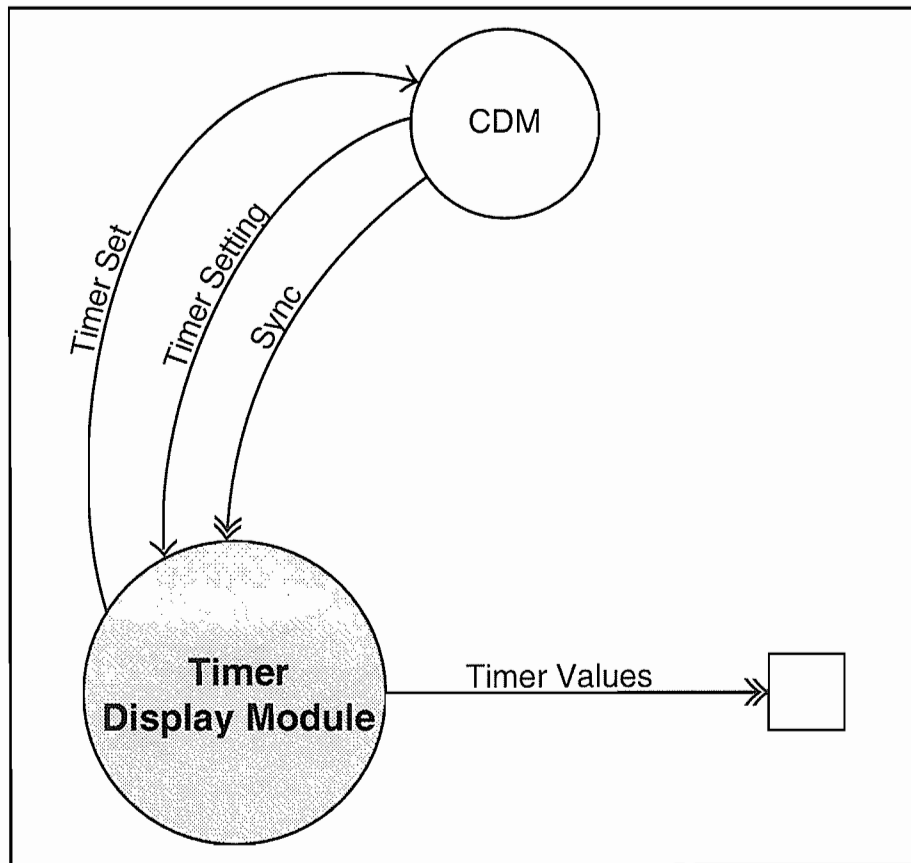 CDM
Timer Set
Timer Setting
Sync
Timer
Display Module
Timer Values